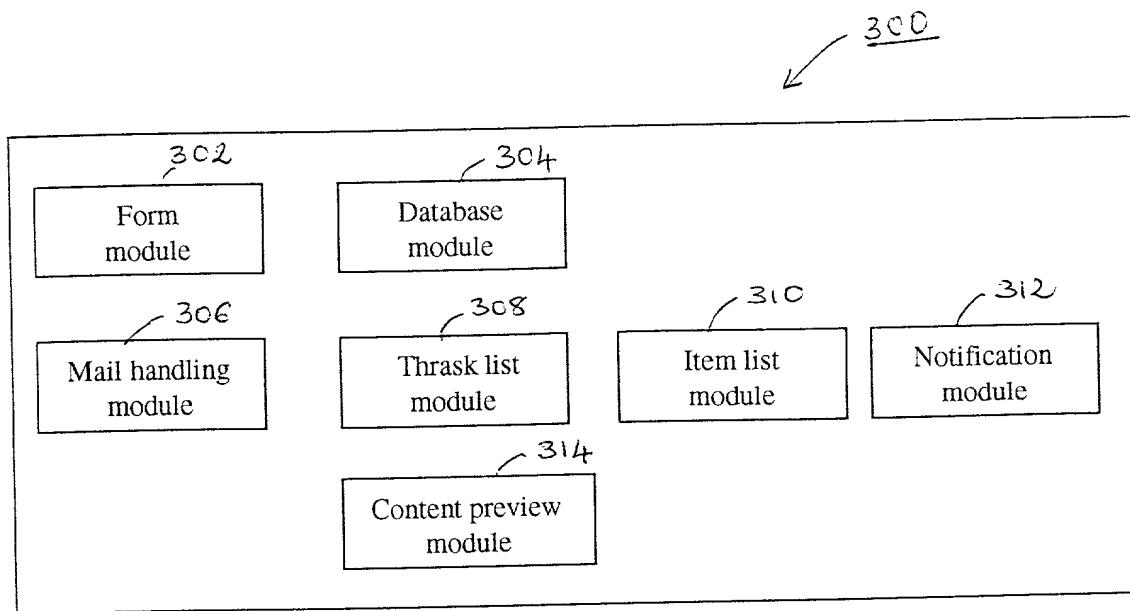 300
302
Form
module
304
Database
module
306
Mail handling
module
308
Thrask list
module
310
Item list
module
312
Notification
module
314
Content preview
module